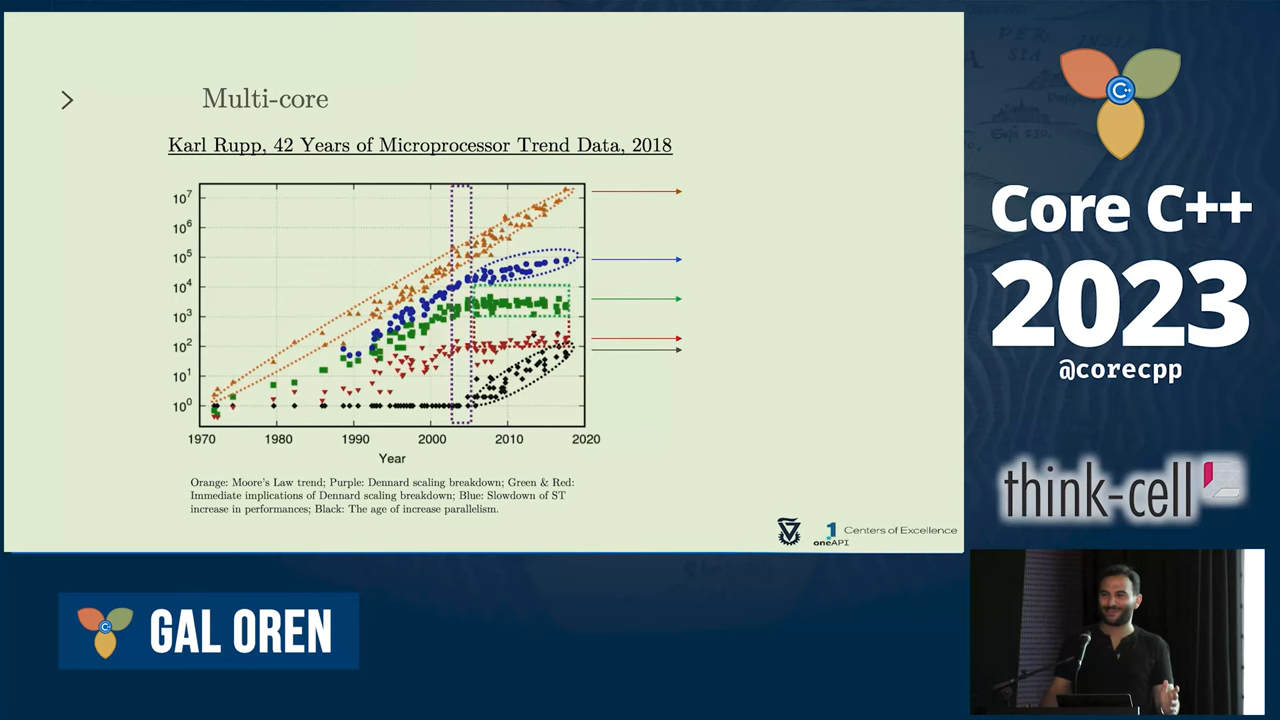 >
Multi-core
Karl Rupp, 42 Years of Microprocessor Trend Data, 2018
10^7
10^6
10^5
10^4
10^3
10^2
10^1
10^0
1970 1980 1990 2000 2010 2020
Year
Orange: Moore's Law trend; Purple: Dennard scaling breakdown; Green & Red:
Immediate implications of Dennard scaling breakdown; Blue: Slowdown of ST
increase in performances; Black: The age of increase parallelism.
1
oneAPI
Centers of Excellence
C++
Core C++
2023
@corecpp
think-cell
C++
GAL OREN